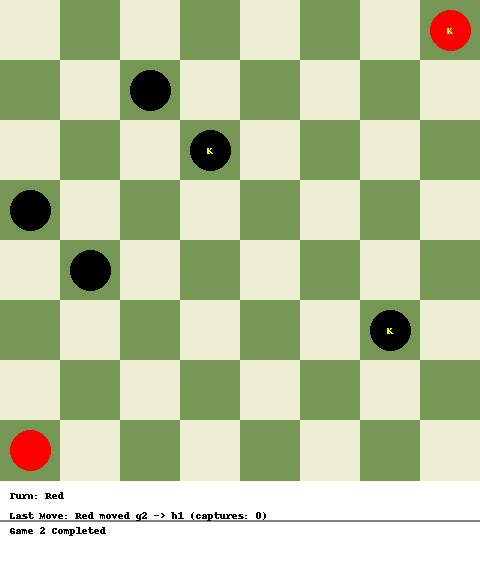 K
K
K
Turn: Red
Last Move: Red moved g2 -> h1 (captures: 0)
Game 2 Completed